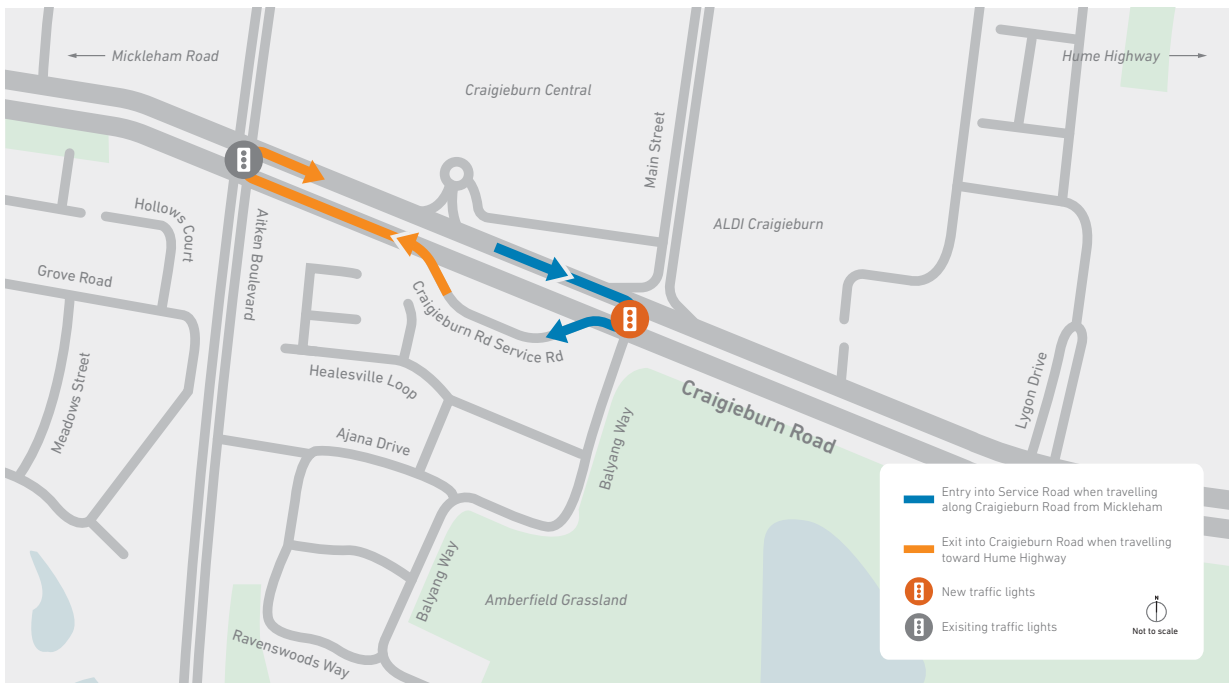 Mickleham Road
Hume Highway
Craigieburn Central
Main Street
ALDI Craigieburn
Hollows
Court
Aitken Boulevard
Grove Road
Craigieburn Rd Service Rd
Meadows Street
Healesville Loop
Craigieburn Road
Lygon Drive
Ajana Drive
Balyang Way
Balyang Way
Amberfield Grassland
Ravenswoods Way
Entry into Service Road when travelling
along Craigieburn Road from Mickleham
Exit into Craigieburn Road when travelling
toward Hume Highway
New traffic lights
Exisiting traffic lights
N
Not to scale